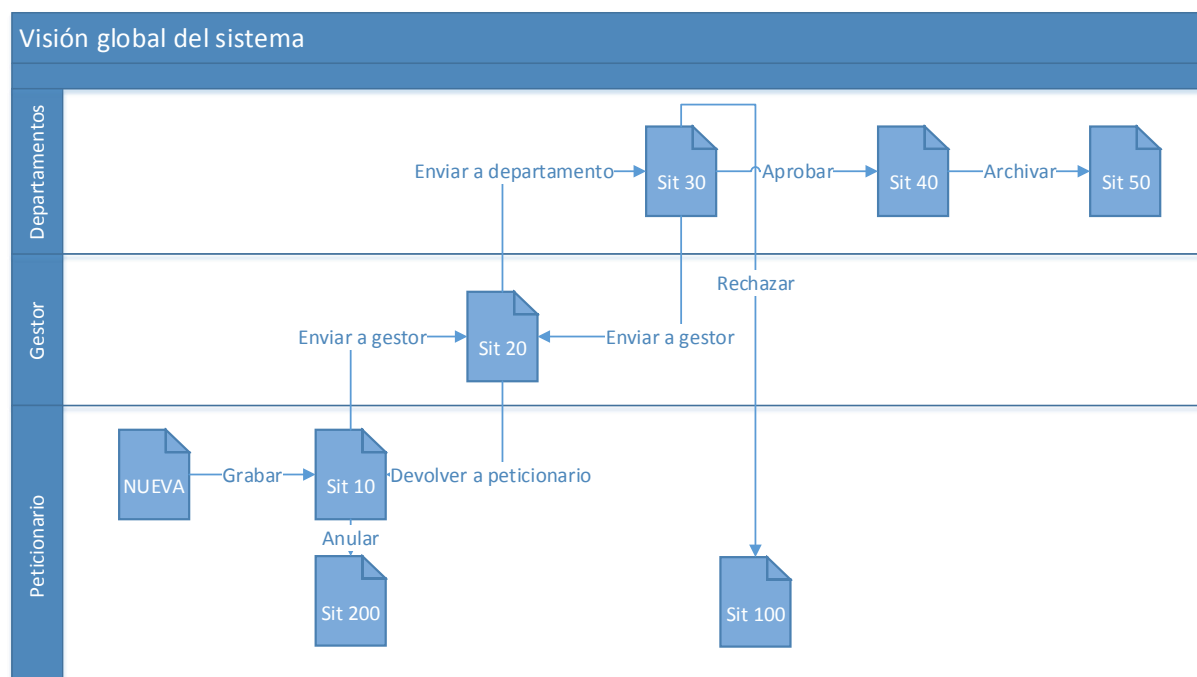 Visión global del sistema
Departamentos
Enviar a departamento
Sit 30
Aprobar
Sit 40
Archivar
Sit 50
Rechazar
Gestor
Enviar a gestor
Sit 20
Enviar a gestor
Peticionario
NUEVA
Grabar
Sit 10
Devolver a peticionario
Anular
Sit 200
Sit 100